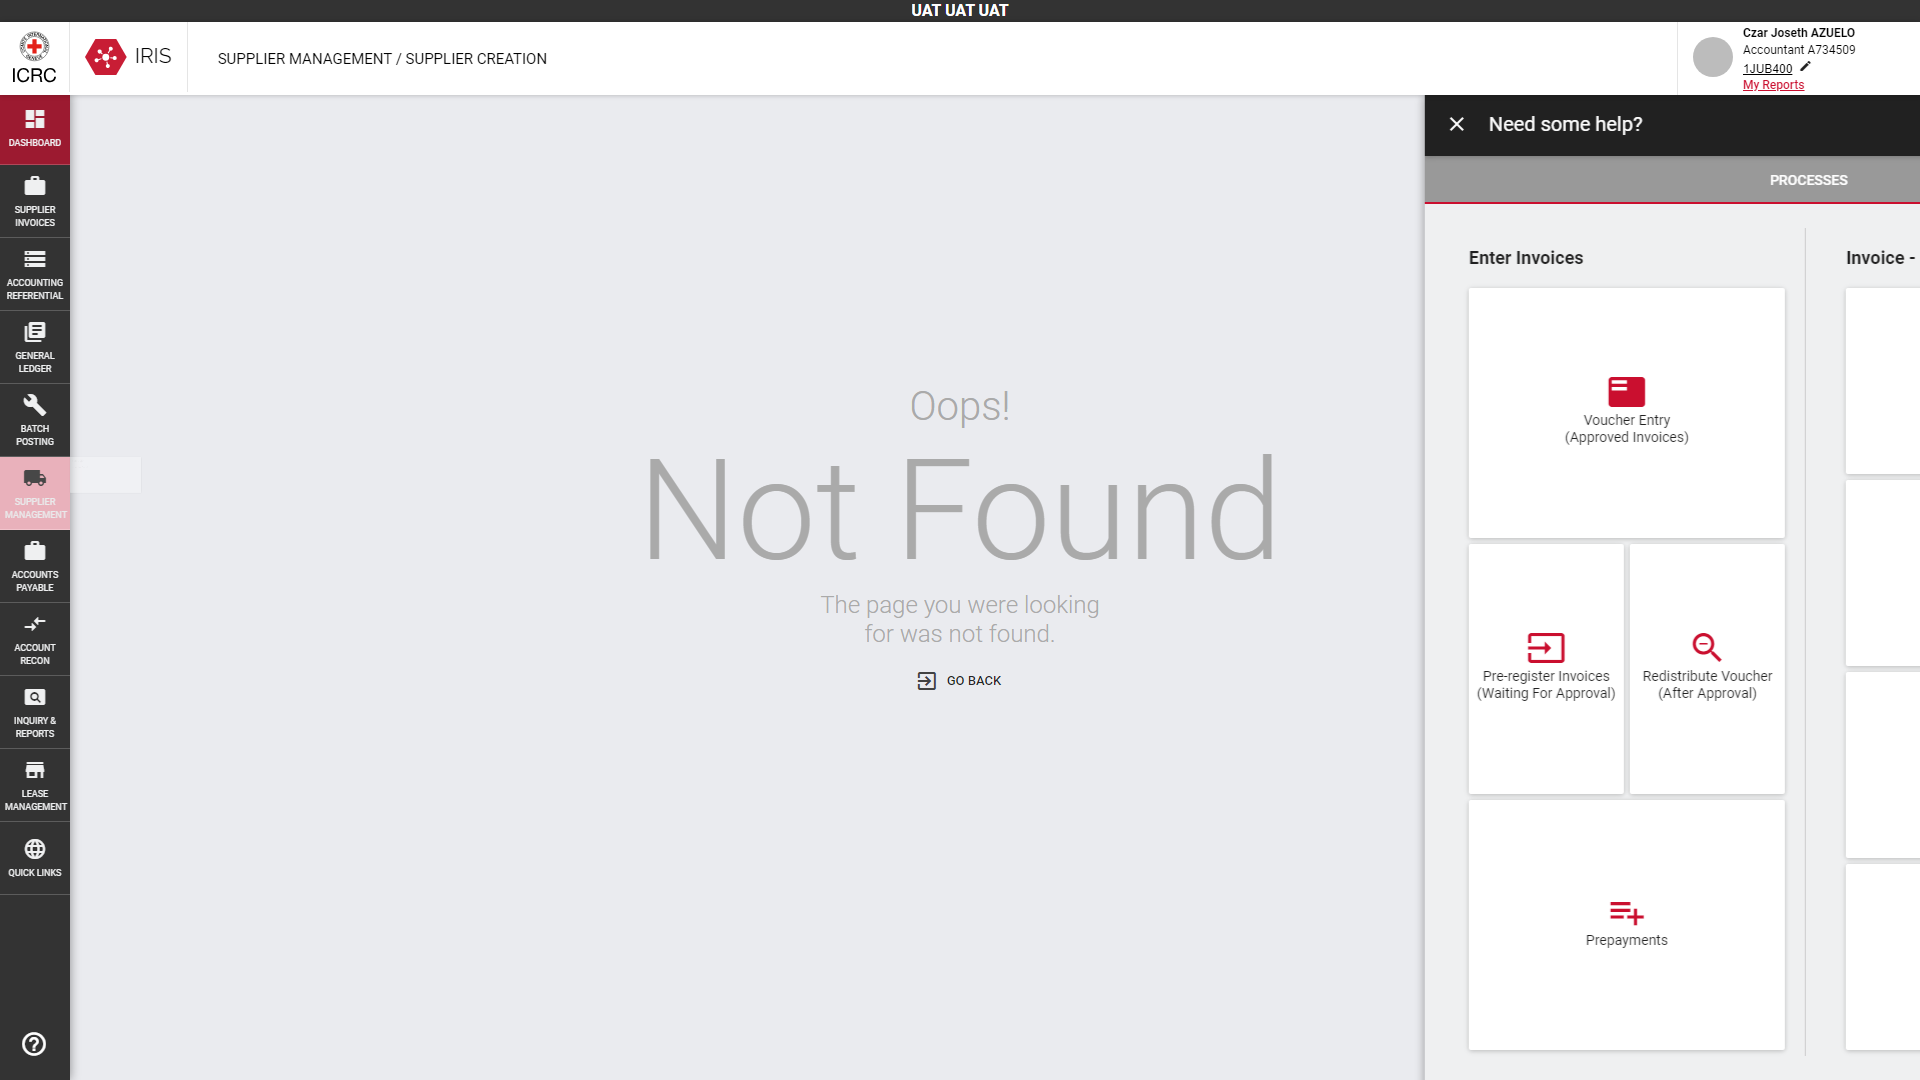 UAT UAT UAT
ICRC
IRIS
SUPPLIER MANAGEMENT / SUPPLIER CREATION
Czar Joseth AZUELO
Accountant A734509
1JUB400
My Reports
DASHBOARD
SUPPLIER
INVOICES
ACCOUNTING
REFERENTIAL
GENERAL
LEDGER
BATCH
POSTING
SUPPLIER
MANAGEMENT
ACCOUNTS
PAYABLE
ACCOUNT
RECON
INQUIRY &
REPORTS
LEASE
MANAGEMENT
QUICK LINKS
Oops!
Not Found
The page you were looking
for was not found.
GO BACK
Need some help?
PROCESSES
Enter Invoices
Voucher Entry
(Approved Invoices)
Pre-register Invoices
(Waiting For Approval)
Redistribute Voucher
(After Approval)
Prepayments
Invoice -